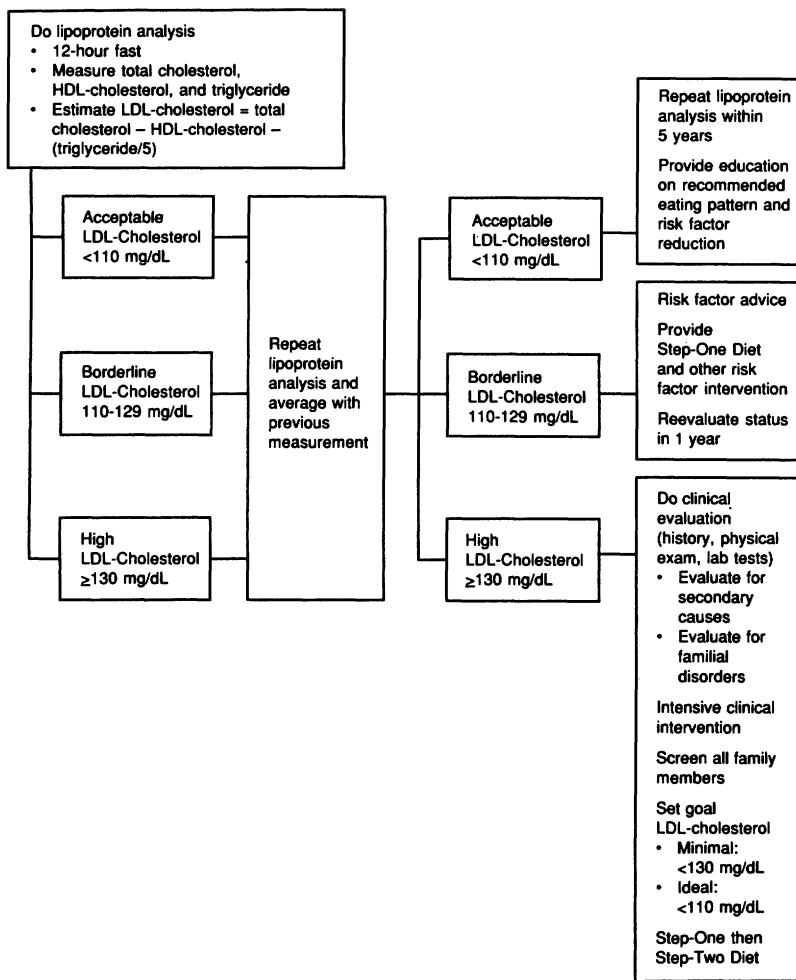 Do lipoprotein analysis
• 12-hour fast
• Measure total cholesterol,
HDL-cholesterol, and triglyceride
• Estimate LDL-cholesterol = total
cholesterol – HDL-cholesterol –
(triglyceride/5)
Acceptable
LDL-Cholesterol
<110 mg/dL
Borderline
LDL-Cholesterol
110-129 mg/dL
High
LDL-Cholesterol
≥130 mg/dL
Repeat
lipoprotein
analysis and
average with
previous
measurement
Acceptable
LDL-Cholesterol
<110 mg/dL
Borderline
LDL-Cholesterol
110-129 mg/dL
High
LDL-Cholesterol
≥130 mg/dL
Repeat lipoprotein
analysis within
5 years
Provide education
on recommended
eating pattern and
risk factor
reduction
Risk factor advice
Provide
Step-One Diet
and other risk
factor intervention
Reevaluate status
in 1 year
Do clinical
evaluation
(history, physical
exam, lab tests)
• Evaluate for
secondary
causes
• Evaluate for
familial
disorders
Intensive clinical
intervention
Screen all family
members
Set goal
LDL-cholesterol
• Minimal:
<130 mg/dL
• Ideal:
<110 mg/dL
Step-One then
Step-Two Diet